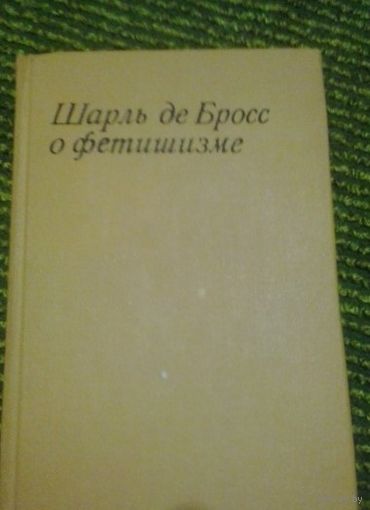 Шарль де Бросс
о фетишизме